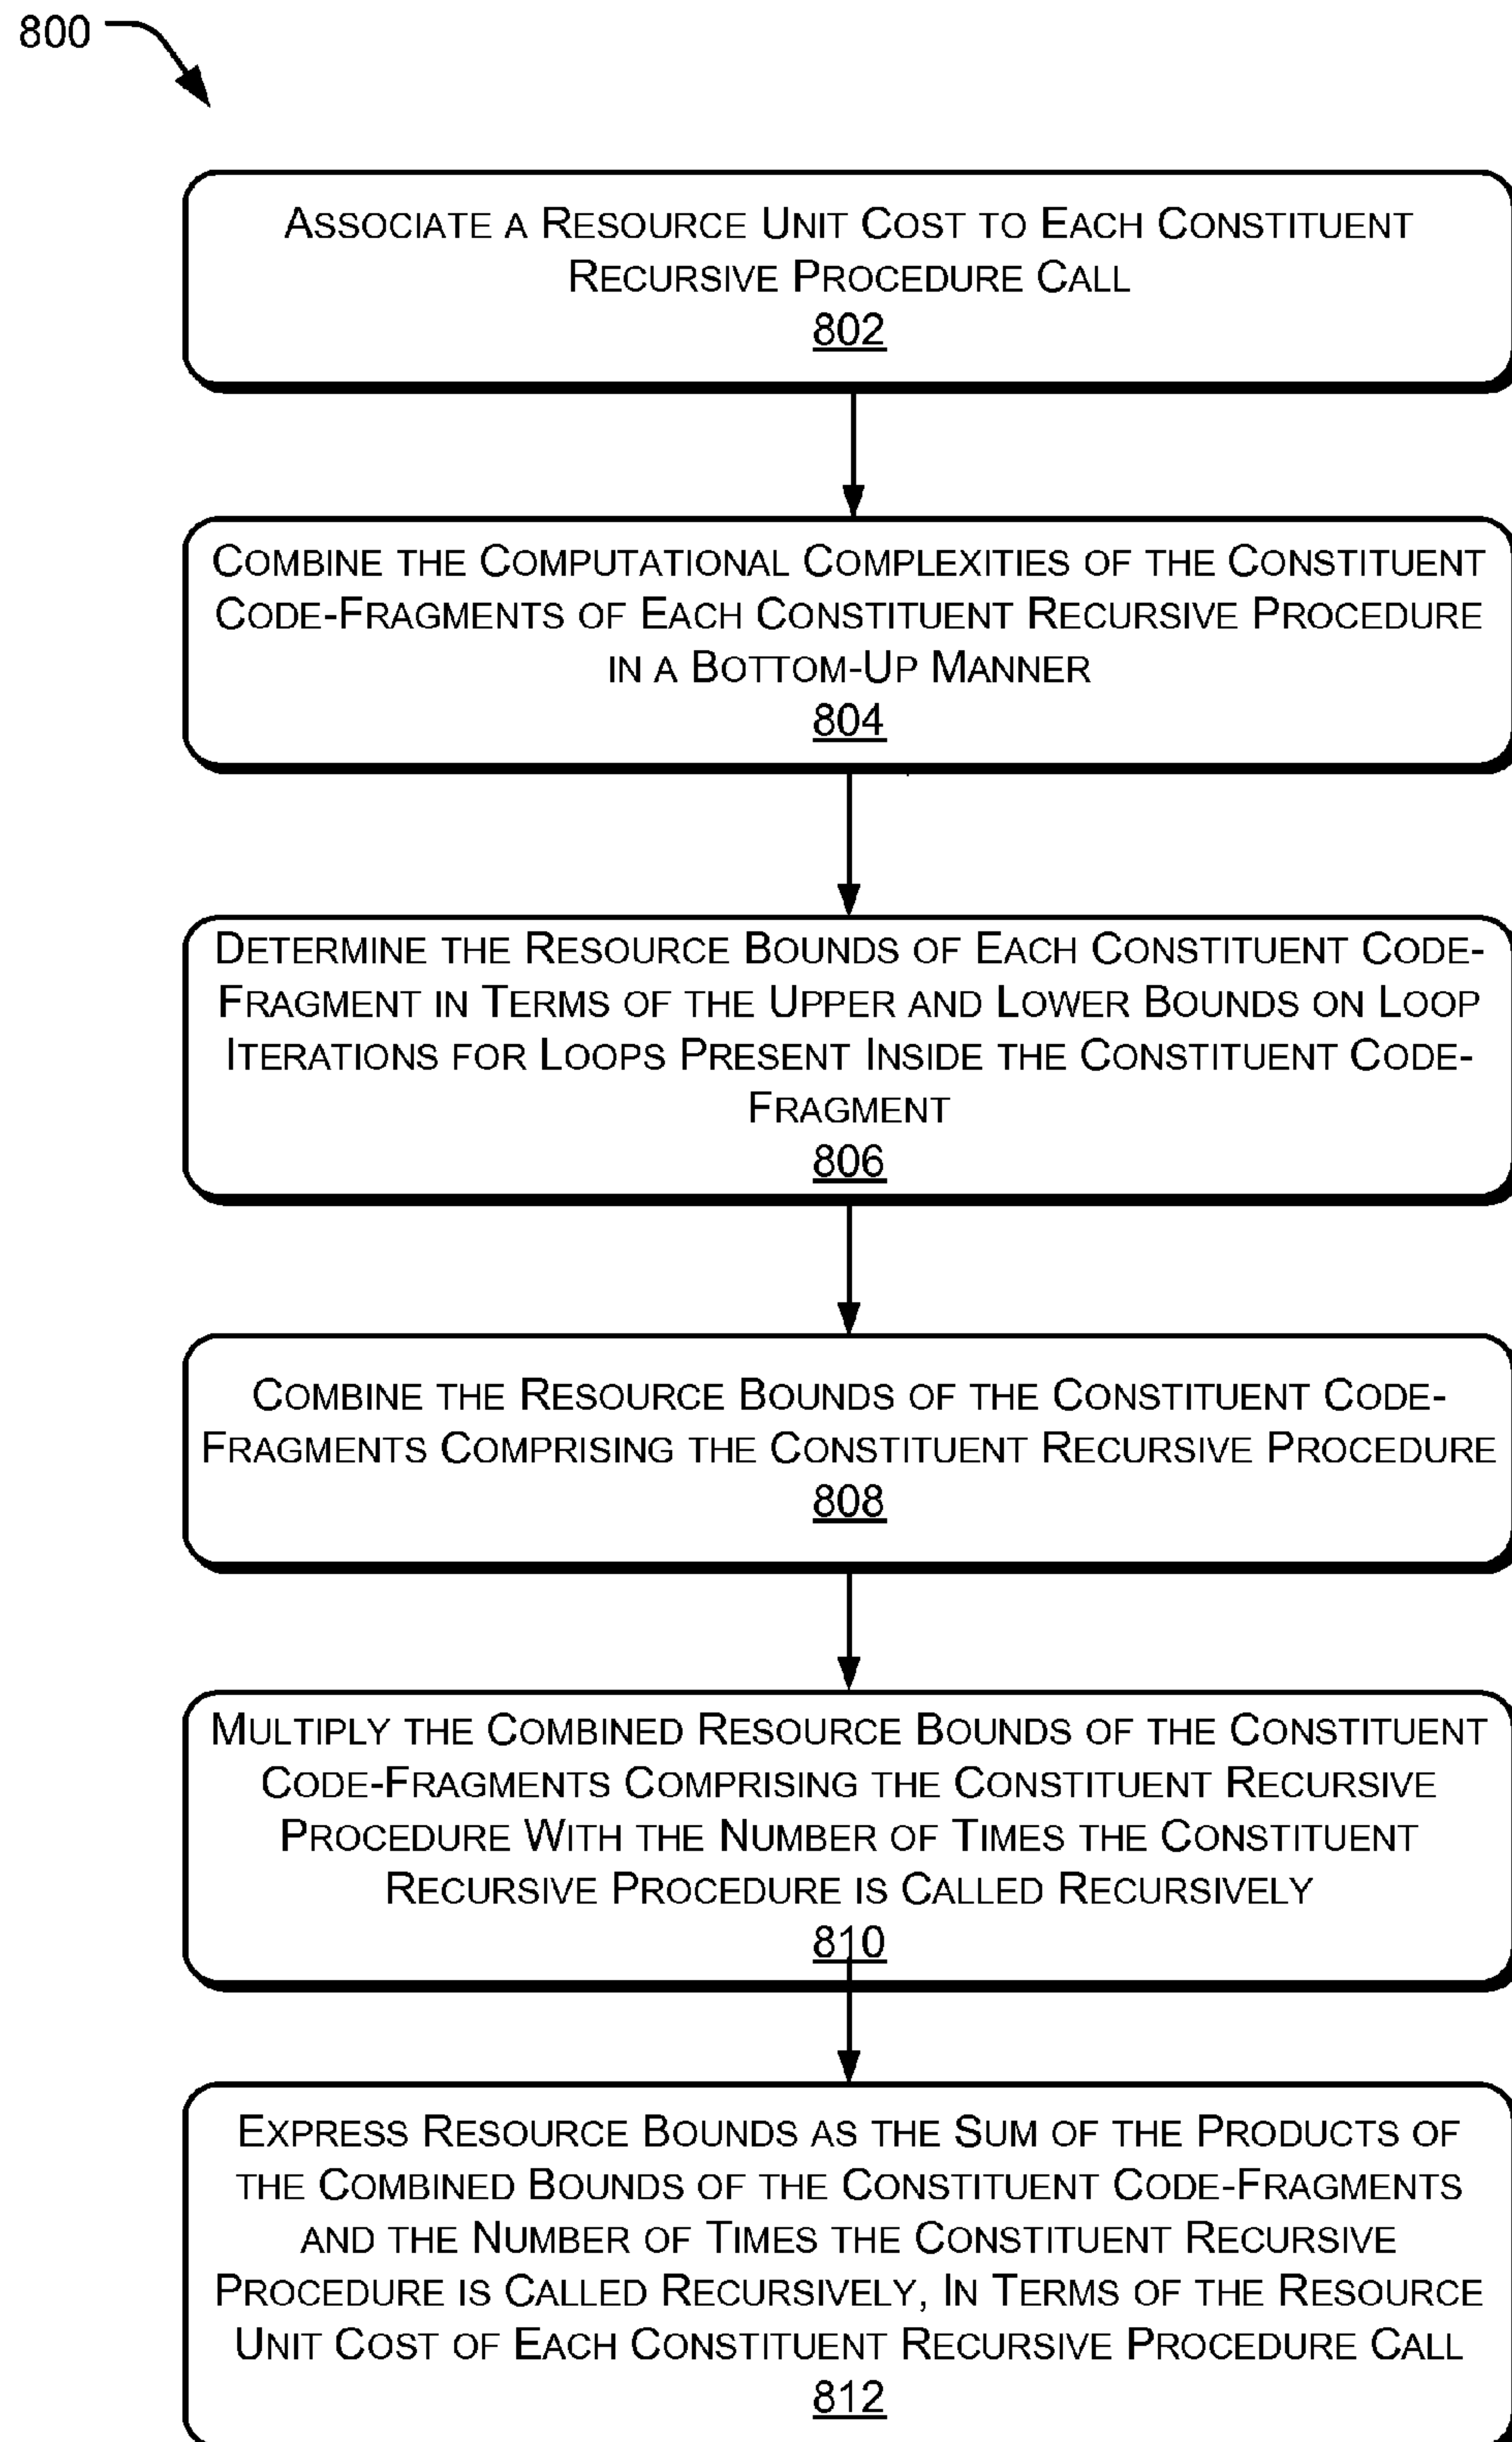 800
ASSOCIATE A RESOURCE UNIT COST TO EACH CONSTITUENT
RECURSIVE PROCEDURE CALL
802
COMBINE THE COMPUTATIONAL COMPLEXITIES OF THE CONSTITUENT
CODE-FRAGMENTS OF EACH CONSTITUENT RECURSIVE PROCEDURE
IN A BOTTOM-UP MANNER
804
DETERMINE THE RESOURCE BOUNDS OF EACH CONSTITUENT CODE-
FRAGMENT IN TERMS OF THE UPPER AND LOWER BOUNDS ON LOOP
ITERATIONS FOR LOOPS PRESENT INSIDE THE CONSTITUENT CODE-
FRAGMENT
806
COMBINE THE RESOURCE BOUNDS OF THE CONSTITUENT CODE-
FRAGMENTS COMPRISING THE CONSTITUENT RECURSIVE PROCEDURE
808
MULTIPLY THE COMBINED RESOURCE BOUNDS OF THE CONSTITUENT
CODE-FRAGMENTS COMPRISING THE CONSTITUENT RECURSIVE
PROCEDURE WITH THE NUMBER OF TIMES THE CONSTITUENT
RECURSIVE PROCEDURE IS CALLED RECURSIVELY
810
EXPRESS RESOURCE BOUNDS AS THE SUM OF THE PRODUCTS OF
THE COMBINED BOUNDS OF THE CONSTITUENT CODE-FRAGMENTS
AND THE NUMBER OF TIMES THE CONSTITUENT RECURSIVE
PROCEDURE IS CALLED RECURSIVELY, IN TERMS OF THE RESOURCE
UNIT COST OF EACH CONSTITUENT RECURSIVE PROCEDURE CALL
812